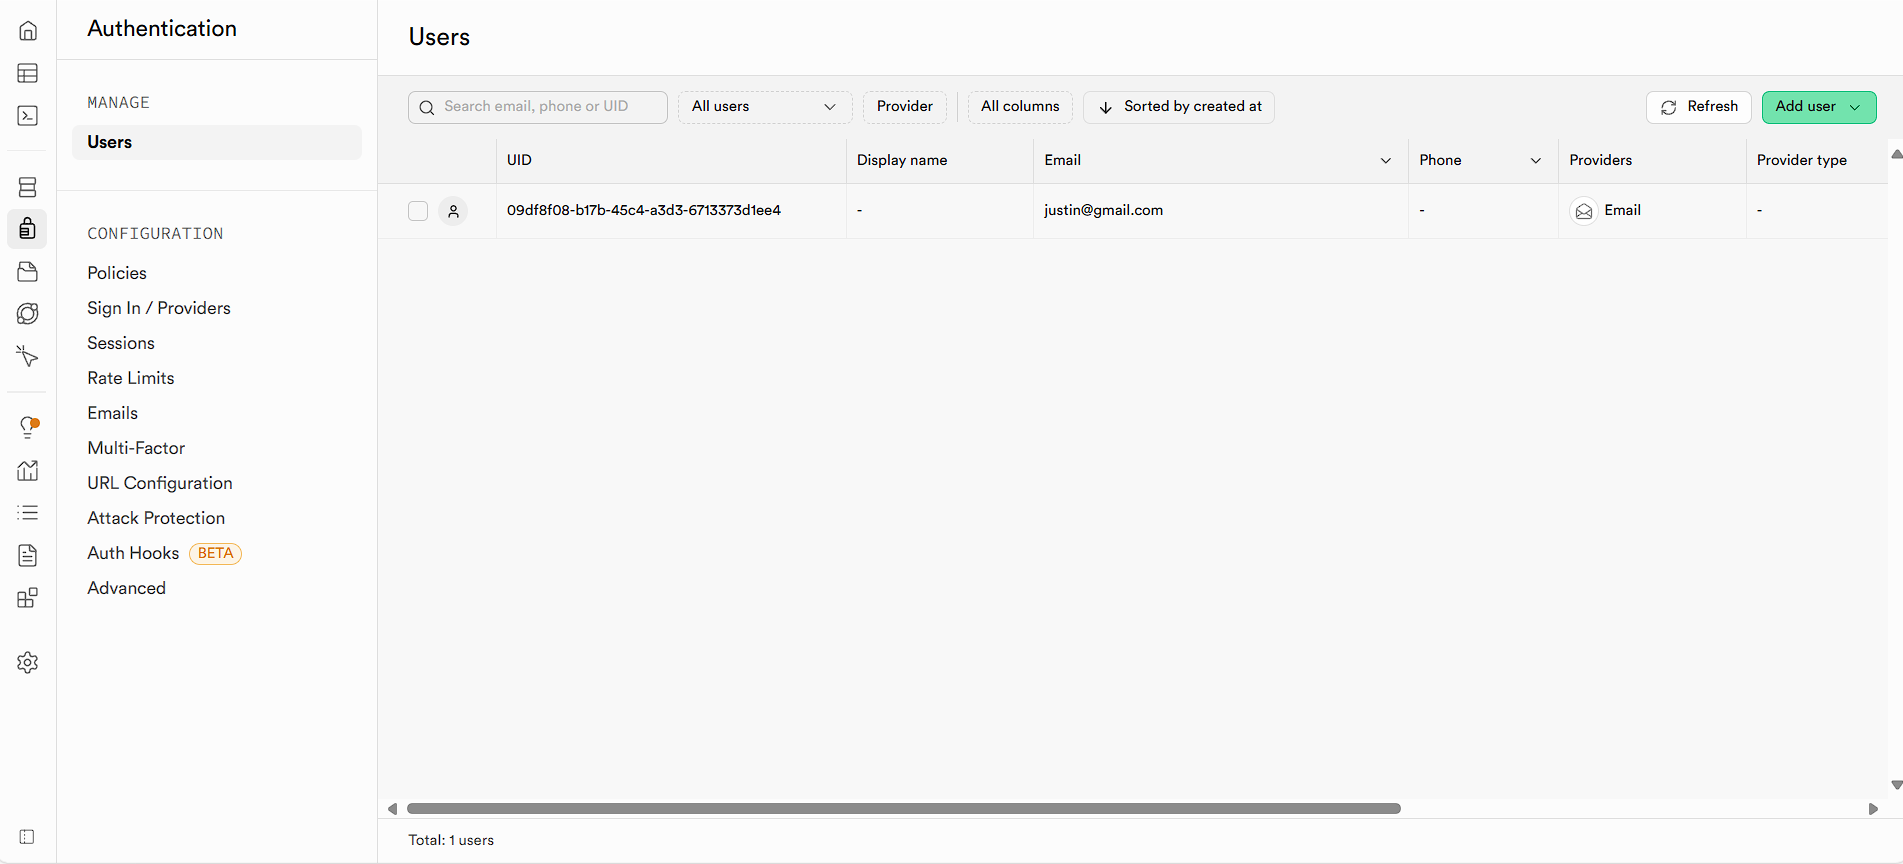 Authentication
MANAGE
Users
CONFIGURATION
Policies
Sign In / Providers
Sessions
Rate Limits
Emails
Multi-Factor
URL Configuration
Attack Protection
Auth Hooks BETA
Advanced
Users
Search email, phone or UID All users Provider All columns Sorted by created at Refresh Add user
UID Display name Email Phone Providers Provider type
09df8f08-b17b-45c4-a3d3-6713373d1ee4 - justin@gmail.com - Email -
Total: 1 users